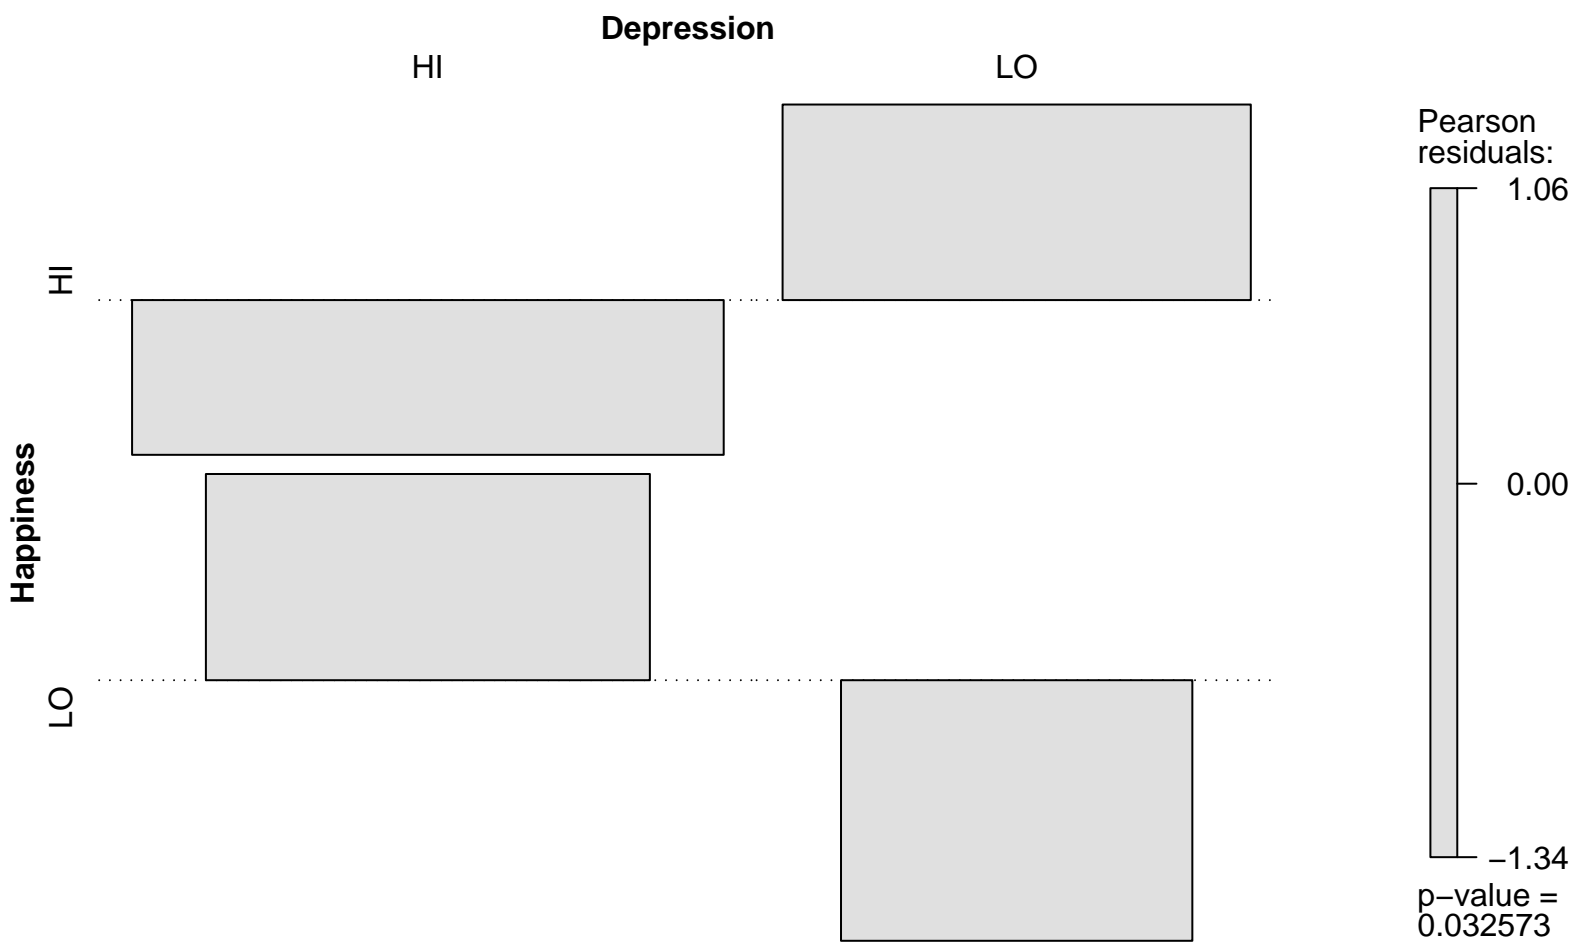 Depression
HI
LO
Happiness
HI
LO
Pearson
residuals:
1.06
0.00
−1.34
p−value =
0.032573